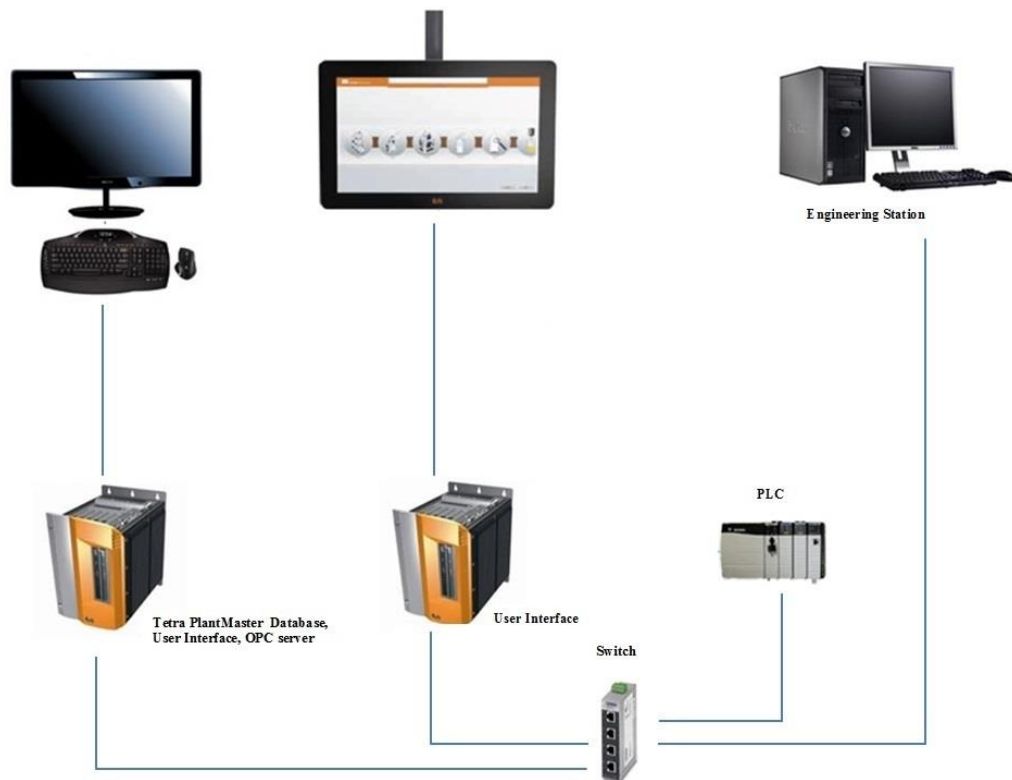 Engineering Station
PLC
Tetra PlantMaster Database,
User Interface, OPC server
User Interface
Switch